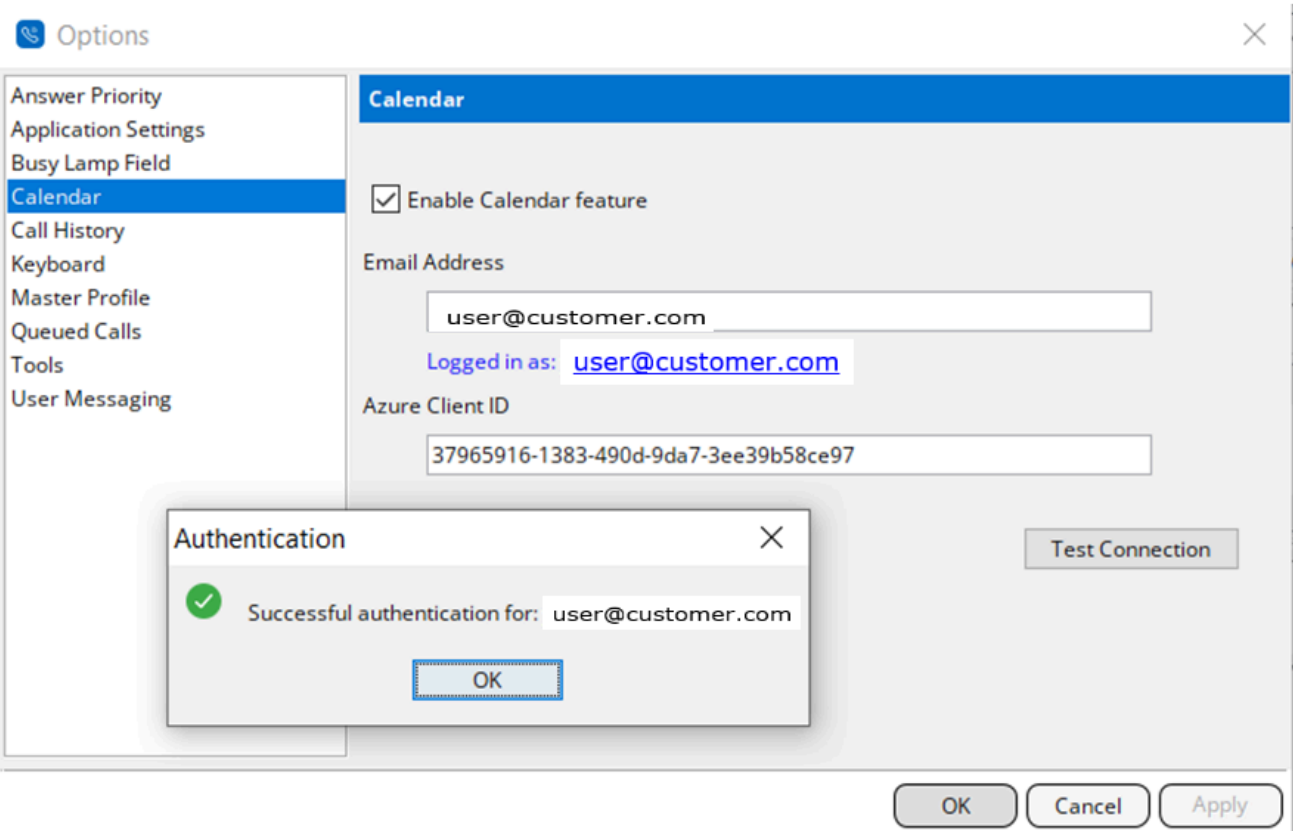 Options
Answer Priority
Application Settings
Busy Lamp Field
Calendar
Call History
Keyboard
Master Profile
Queued Calls
Tools
User Messaging
Calendar
Enable Calendar feature
Email Address
user@customer.com
Logged in as: user@customer.com
Azure Client ID
37965916-1383-490d-9da7-3ee39b58ce97
Test Connection
Authentication
Successful authentication for: user@customer.com
OK
OK Cancel Apply